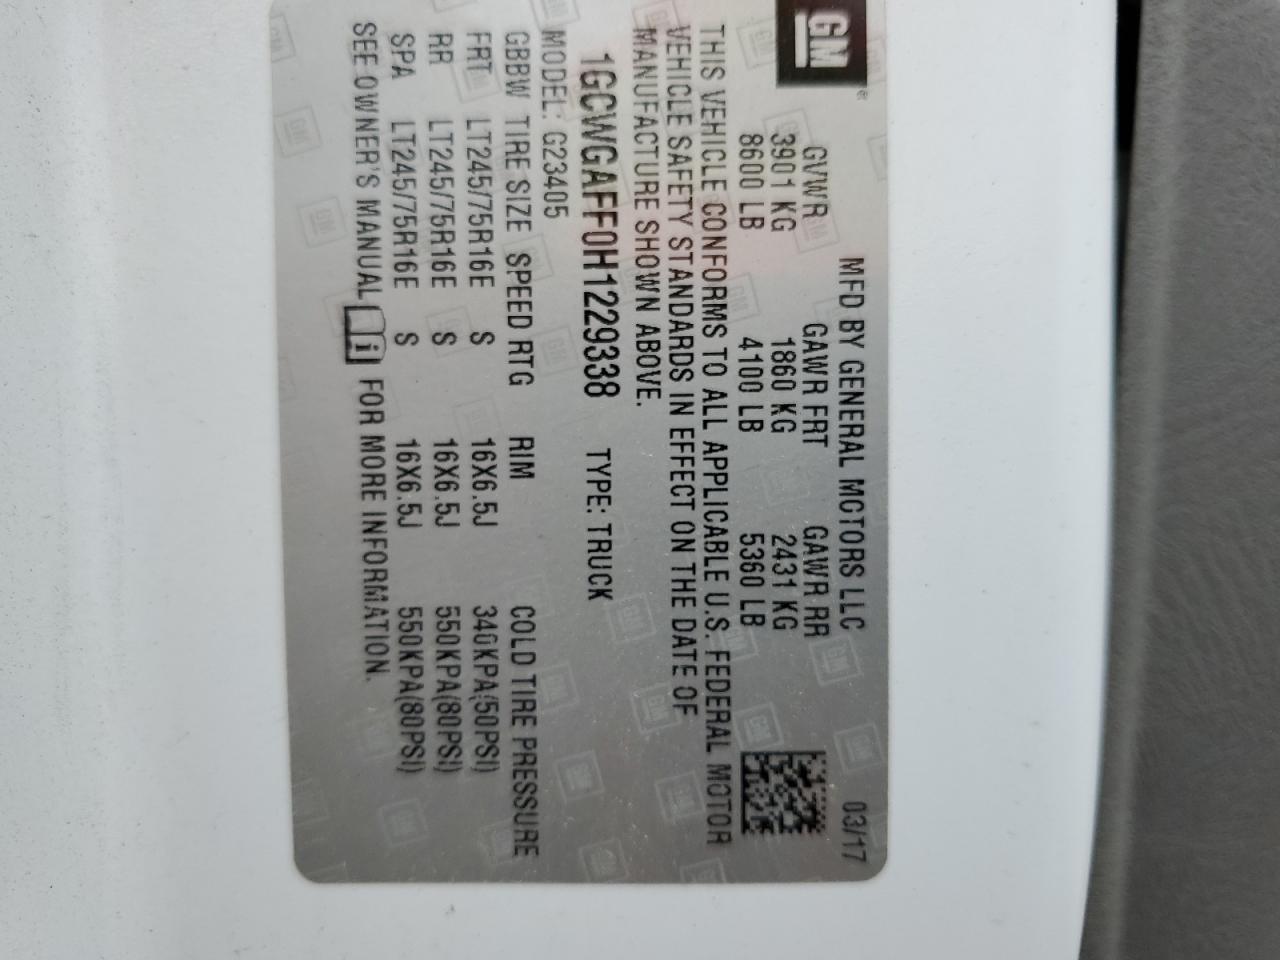 GM
MFD BY GENERAL MOTORS LLC 03/17
GVWR GAWR FRT GAWR RR
3901 KG 1860 KG 2431 KG
8600 LB 4100 LB 5360 LB
THIS VEHICLE CONFORMS TO ALL APPLICABLE U.S. FEDERAL MOTOR
VEHICLE SAFETY STANDARDS IN EFFECT ON THE DATE OF
MANUFACTURE SHOWN ABOVE.
1GCWGAFF0H1229338 TYPE: TRUCK
MODEL: G23405
GBBW TIRE SIZE SPEED RTG RIM COLD TIRE PRESSURE
FRT LT245/75R16E S 16X6.5J 340KPA(50PSI)
RR LT245/75R16E S 16X6.5J 550KPA(80PSI)
SPA LT245/75R16E S 16X6.5J 550KPA(80PSI)
SEE OWNER'S MANUAL i FOR MORE INFORMATION.